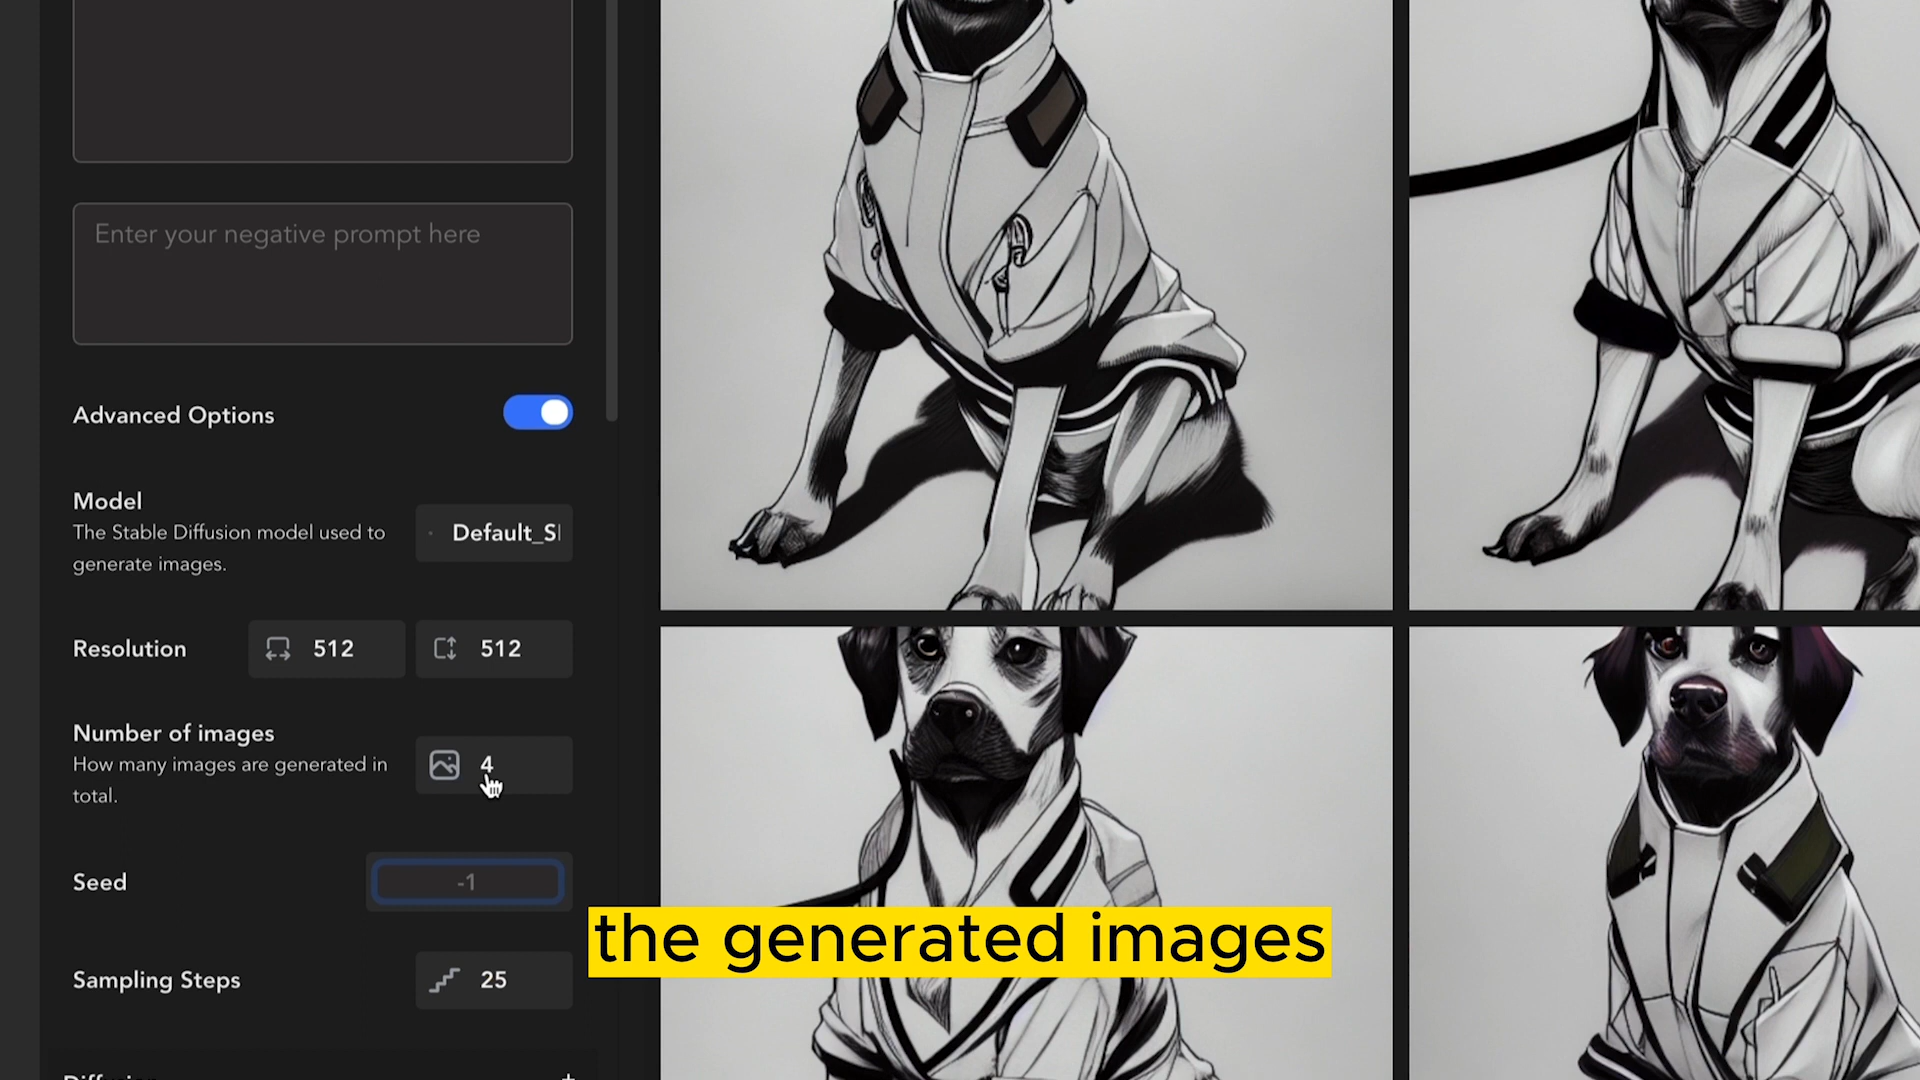 Enter your negative prompt here
Advanced Options
Model
The Stable Diffusion model used to
generate images.
Default_S
Resolution
512
512
Number of images
How many images are generated in
total.
4
Seed
-1
the generated images
Sampling Steps
25